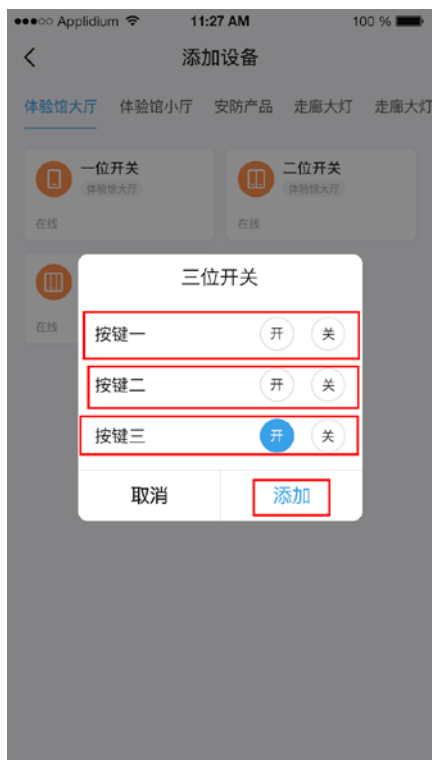 ●●●○○ Applidium 11:27 AM 100 %
添加设备
体验馆大厅 体验馆小厅 安防产品 走廊大灯 走廊大灯
一位开关 二位开关
体验馆大厅 体验馆大厅
在线 在线
三位开关
在线
按键一 开 关
按键二 开 关
按键三 开 关
取消 添加